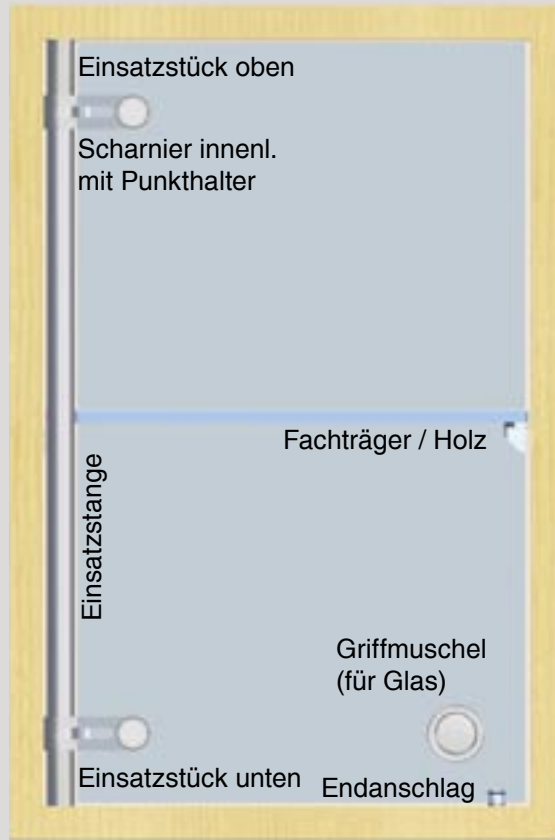 Einsatzstück oben
Scharnier innenl.
mit Punkthalter
Fachträger / Holz
Einsatzstange
Griffmuschel
(für Glas)
Einsatzstück unten
Endanschlag